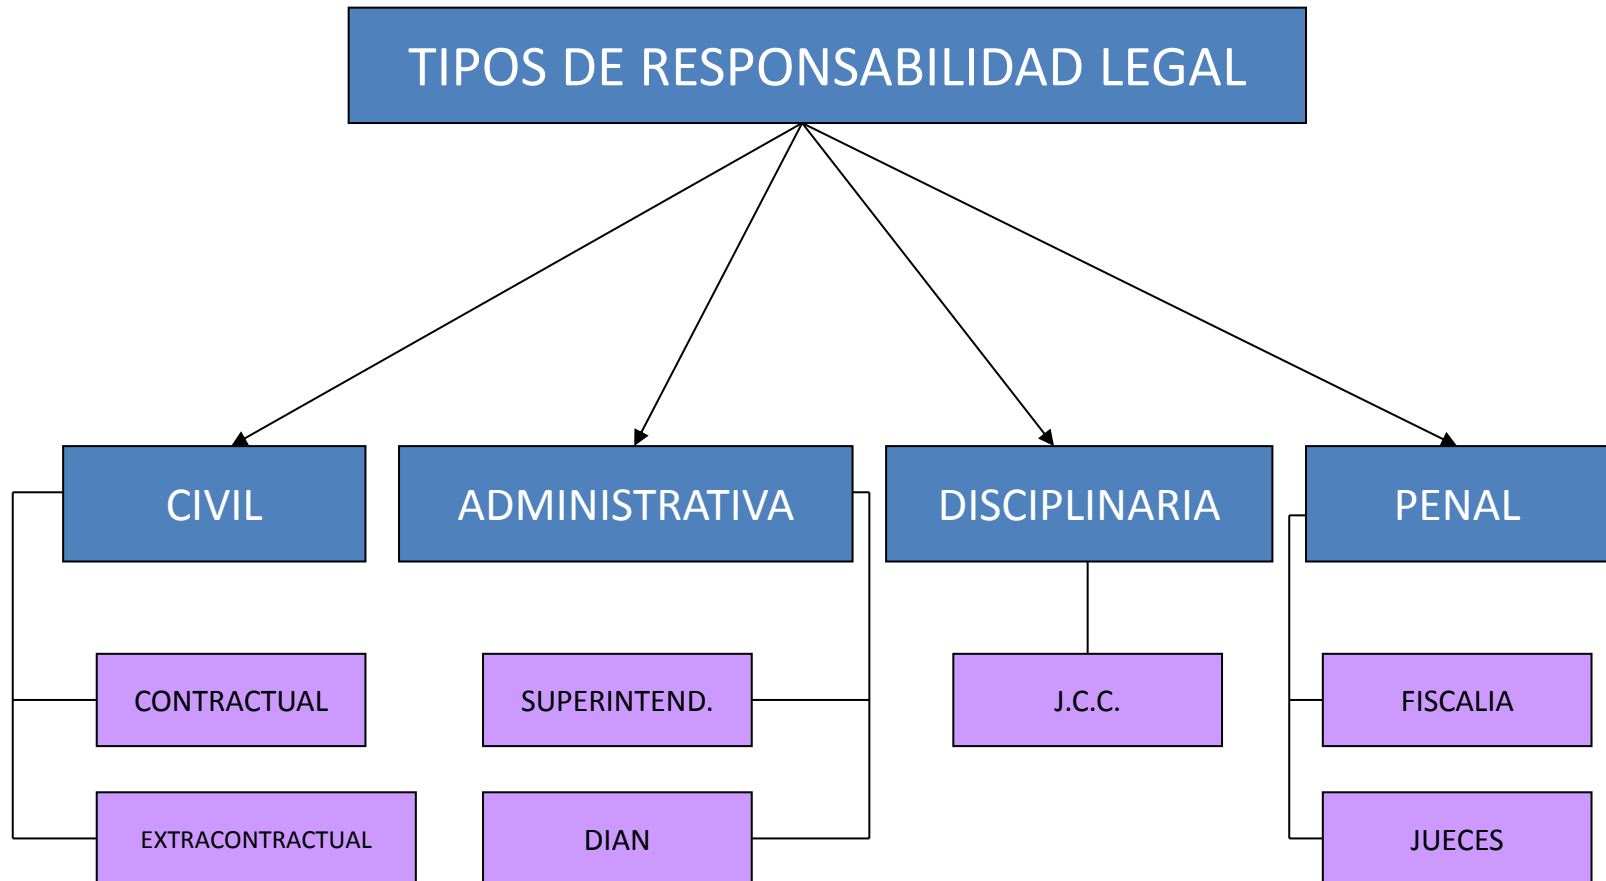 TIPOS DE RESPONSABILIDAD LEGAL
CIVIL
ADMINISTRATIVA
DISCIPLINARIA
PENAL
CONTRACTUAL
SUPERINTEND.
J.C.C.
FISCALIA
EXTRACONTRACTUAL
DIAN
JUECES